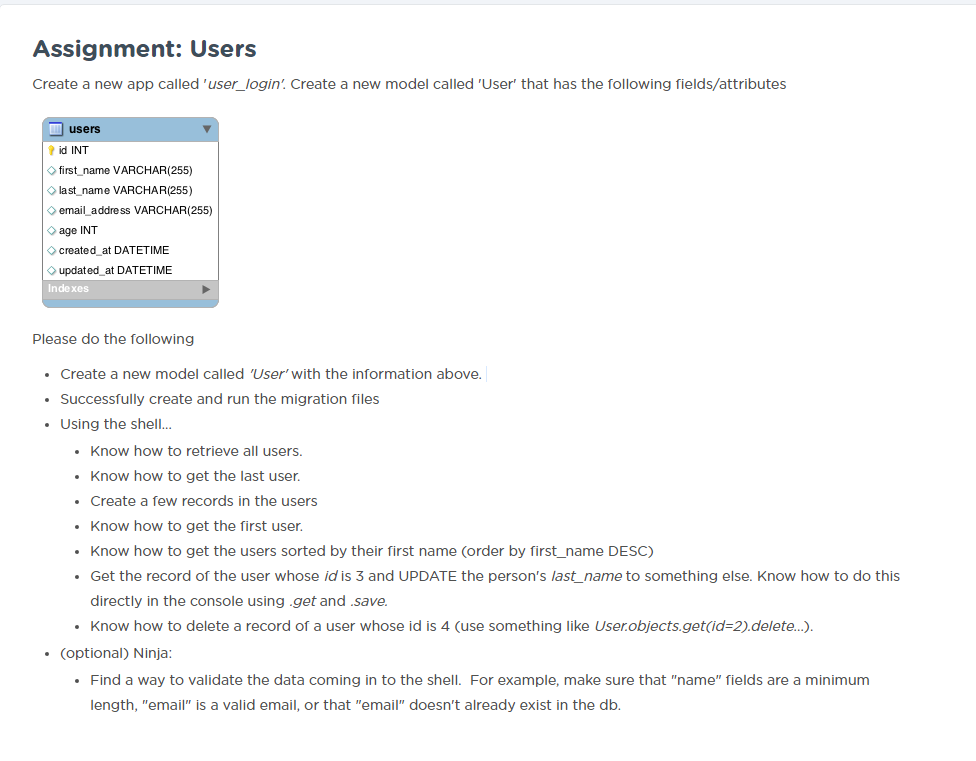 Assignment: Users
Create a new app called 'user_login'. Create a new model called 'User' that has the following fields/attributes
users
id INT
first_name VARCHAR(255)
last_name VARCHAR(255)
email_address VARCHAR(255)
age INT
created_at DATETIME
updated_at DATETIME
Indexes
Please do the following
• Create a new model called 'User' with the information above.
• Successfully create and run the migration files
• Using the shell...
• Know how to retrieve all users.
• Know how to get the last user.
• Create a few records in the users
• Know how to get the first user.
• Know how to get the users sorted by their first name (order by first_name DESC)
• Get the record of the user whose id is 3 and UPDATE the person's last_name to something else. Know how to do this
directly in the console using .get and .save.
• Know how to delete a record of a user whose id is 4 (use something like User.objects.get(id=2).delete...).
• (optional) Ninja:
• Find a way to validate the data coming in to the shell. For example, make sure that "name" fields are a minimum
length, "email" is a valid email, or that "email" doesn't already exist in the db.